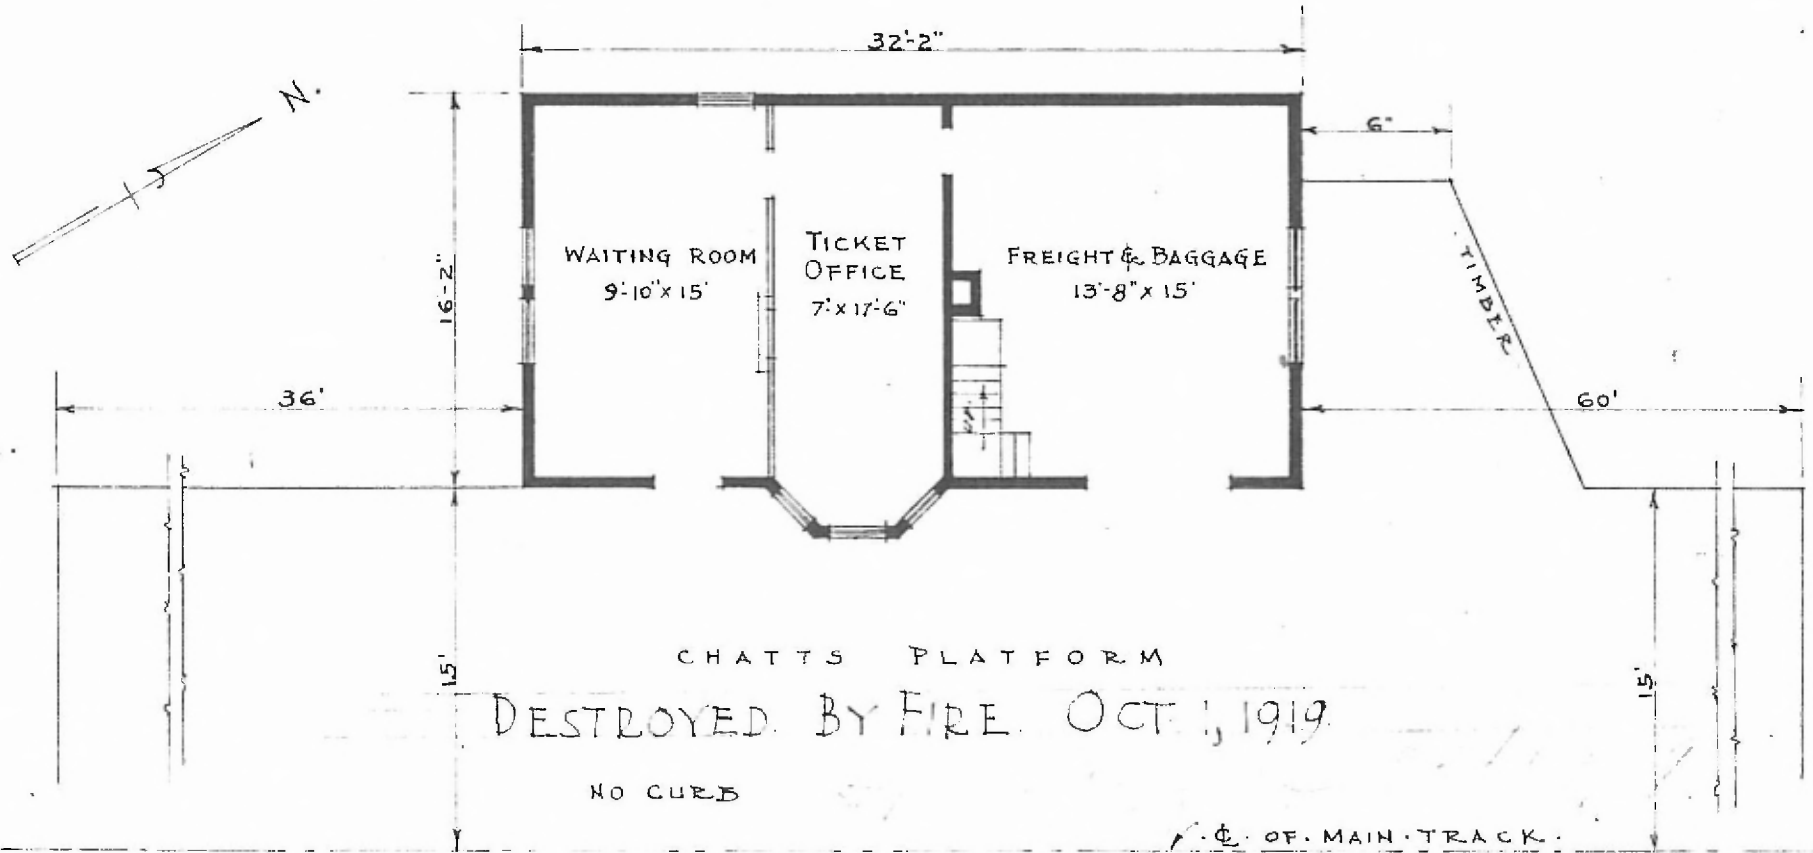 32'-2"
N.
6'
WAITING ROOM
9'-10" x 15'
TICKET
OFFICE
7' x 17'-6"
FREIGHT & BAGGAGE
13'-8" x 15'
16'-2"
TIMBER
36'
60'
UP.
CHATTS PLATFORM
15'
15'
DESTROYED BY FIRE. OCT 1, 1919
NO CURB
℄ OF MAIN TRACK.